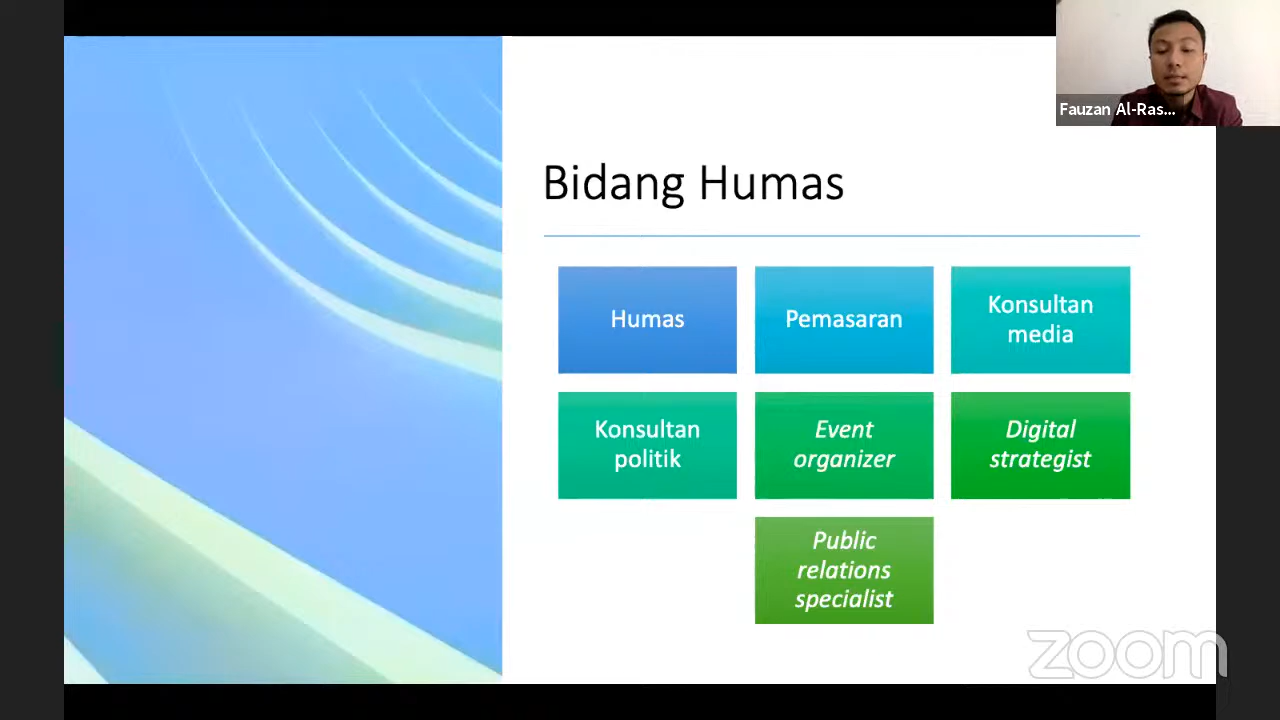 Fauzan Al-Ras...
Bidang Humas
Humas
Pemasaran
Konsultan
media
Konsultan
politik
Event
organizer
Digital
strategist
Public
relations
specialist
zoom